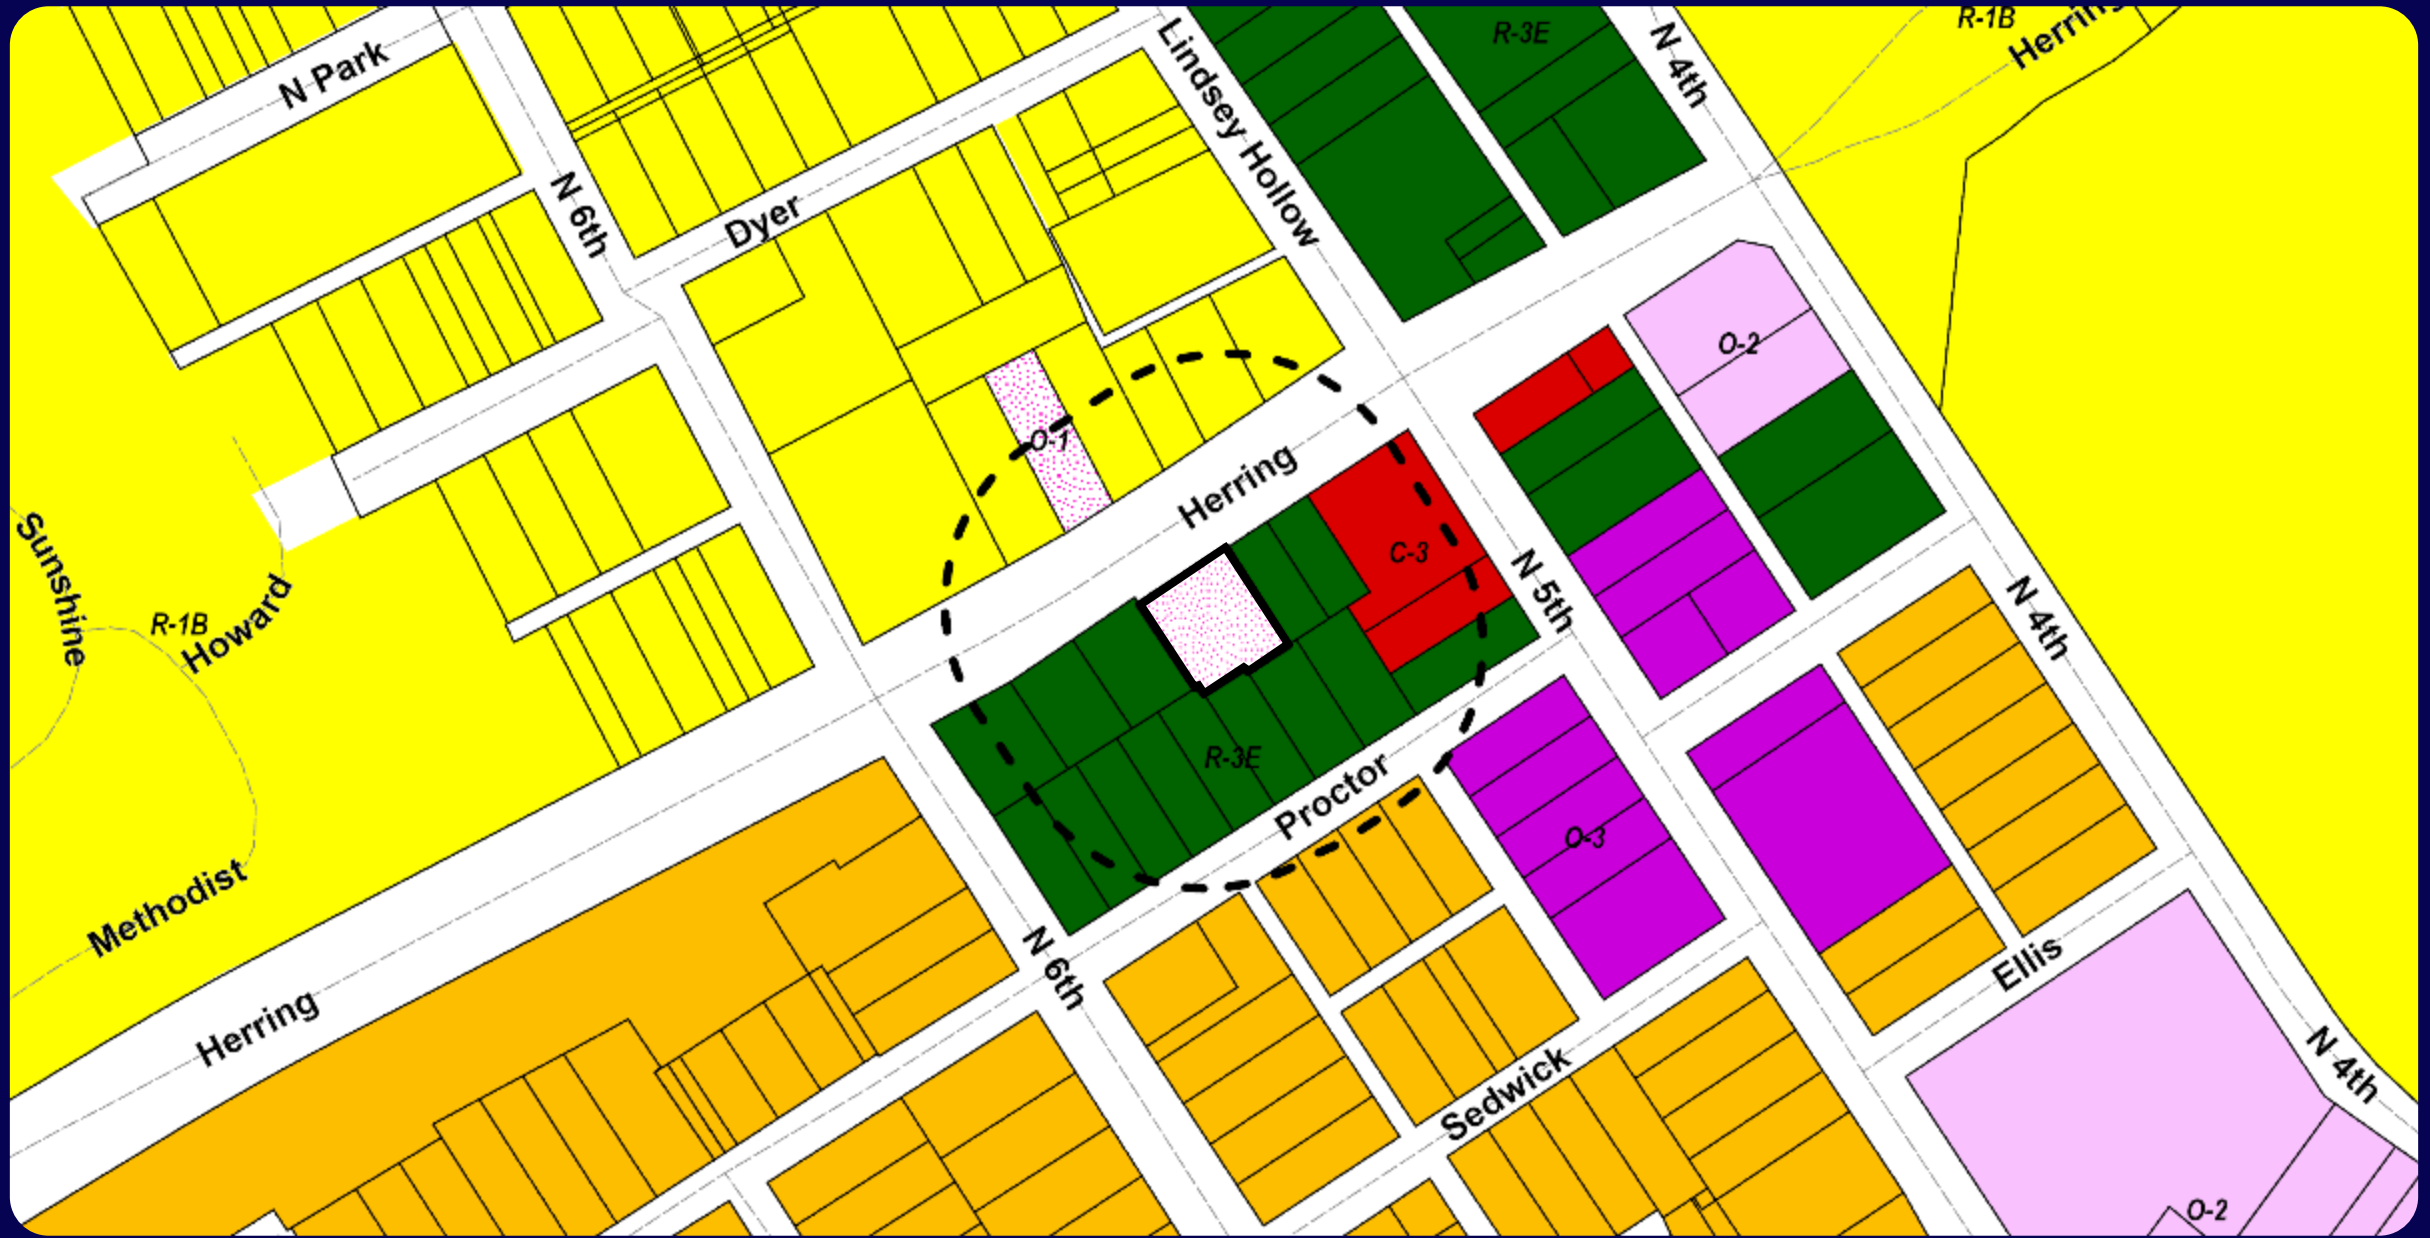 R-1B
Herring
R-3E
N 4th
N Park
Lindsey Hollow
N 6th
Dyer
O-2
O-1
Herring
C-3
N 5th
Sunshine
R-1B
Howard
N 4th
R-3E
Proctor
O-3
Methodist
N 6th
Ellis
Herring
Sedwick
N 4th
O-2